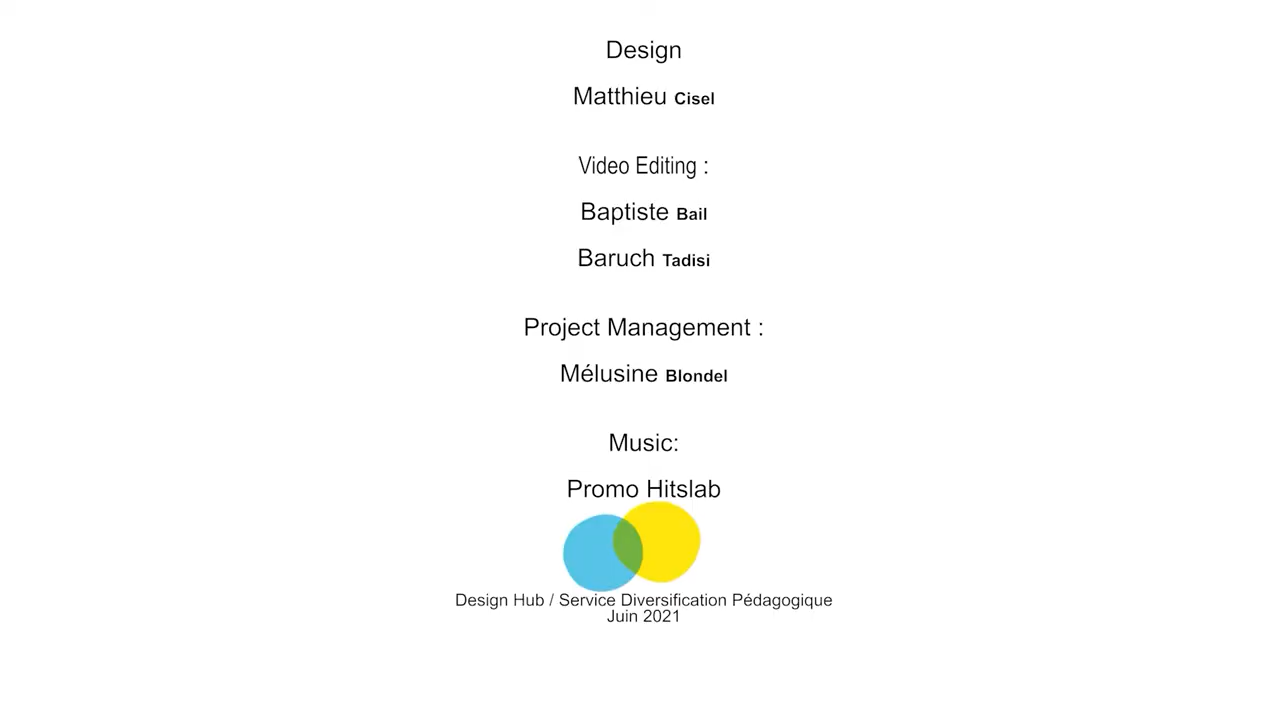 Design
Matthieu Cisel
Video Editing :
Baptiste Bail
Baruch Tadisi
Project Management :
Mélusine Blondel
Music:
Promo Hitslab
Design Hub / Service Diversification Pédagogique
Juin 2021